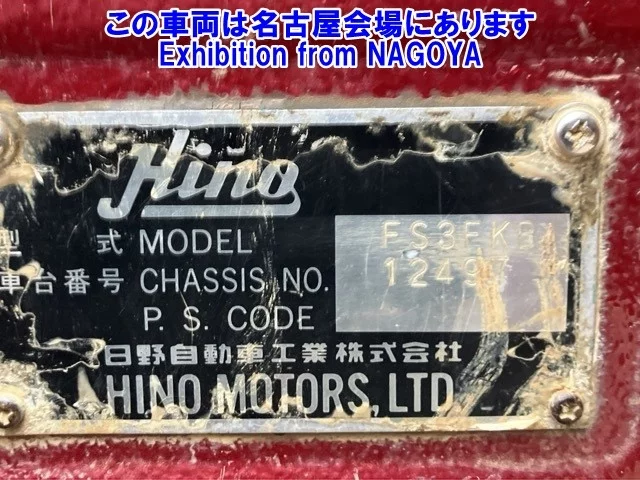 この車両は名古屋会場にあります
Exhibition from NAGOYA
Hino
型 式 MODEL
車台番号 CHASSIS NO.
P. S. CODE
日野自動車工業株式会社
HINO MOTORS, LTD